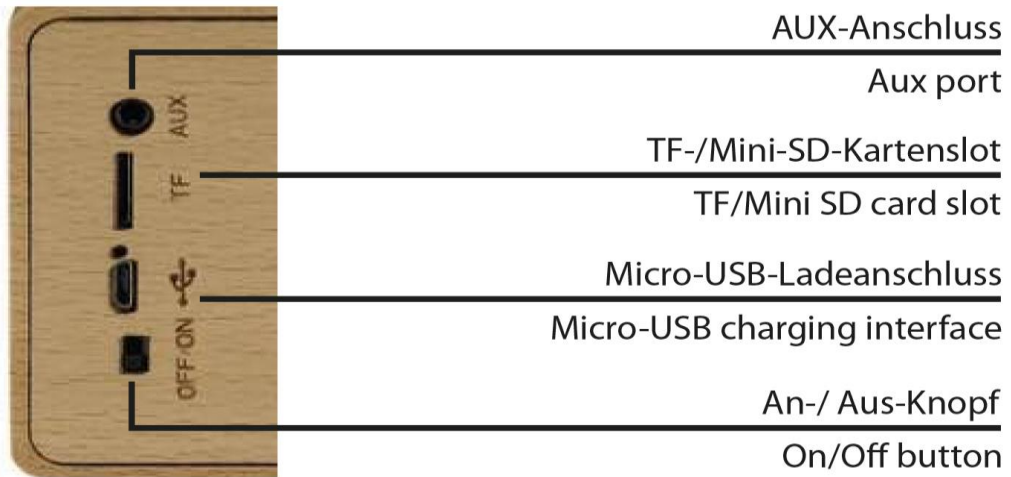 AUX-Anschluss
Aux port
AUX
TF-/Mini-SD-Kartenslot
TF
TF/Mini SD card slot
Micro-USB-Ladeanschluss
Micro-USB charging interface
OFF/ON
An-/ Aus-Knopf
On/Off button